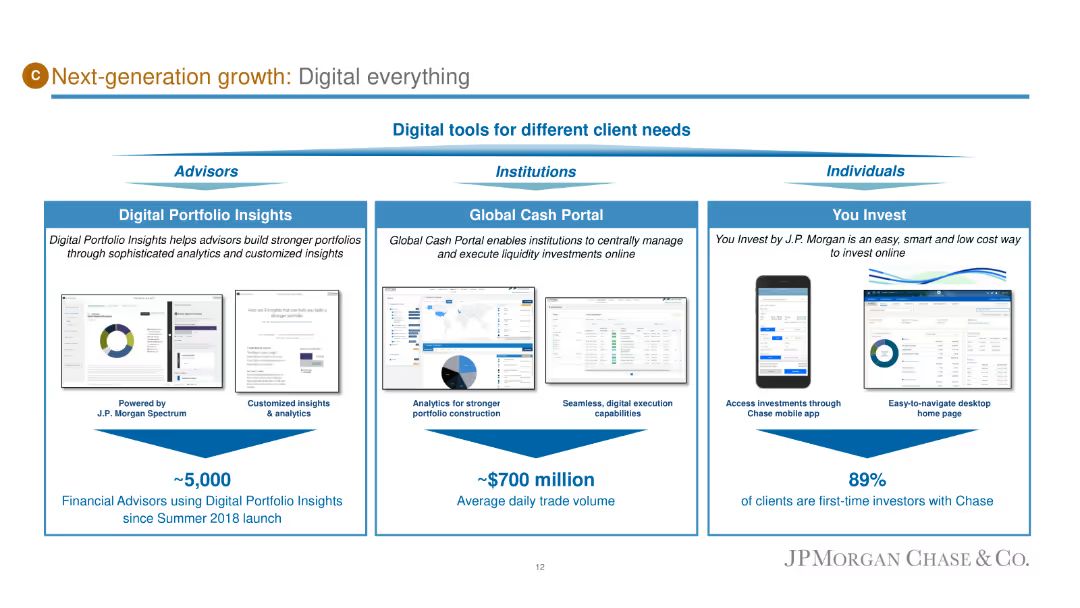 C Next-generation growth: Digital everything
Digital tools for different client needs
Advisors
Digital Portfolio Insights
Digital Portfolio Insights helps advisors build stronger portfolios
through sophisticated analytics and customized insights
Powered by
J.P. Morgan Spectrum
Customized insights
& analytics
~5,000
Financial Advisors using Digital Portfolio Insights
since Summer 2018 launch
Institutions
Global Cash Portal
Global Cash Portal enables institutions to centrally manage
and execute liquidity investments online
Analytics for stronger
portfolio construction
Seamless, digital execution
capabilities
~$700 million
Average daily trade volume
Individuals
You Invest
You Invest by J.P. Morgan is an easy, smart and low cost way
to invest online
Access investments through
Chase mobile app
Easy-to-navigate desktop
home page
89%
of clients are first-time investors with Chase
12
JPMORGAN CHASE & CO.